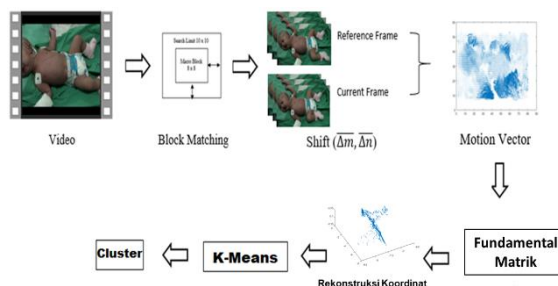 Search Limit 10 x 10
Macro Block
8 x 8
Reference Frame
Current Frame
Video
Block Matching
Shift (Δm, Δn)
Motion Vector
Fundamental
Matrik
Rekonstruksi Koordinat
K-Means
Cluster